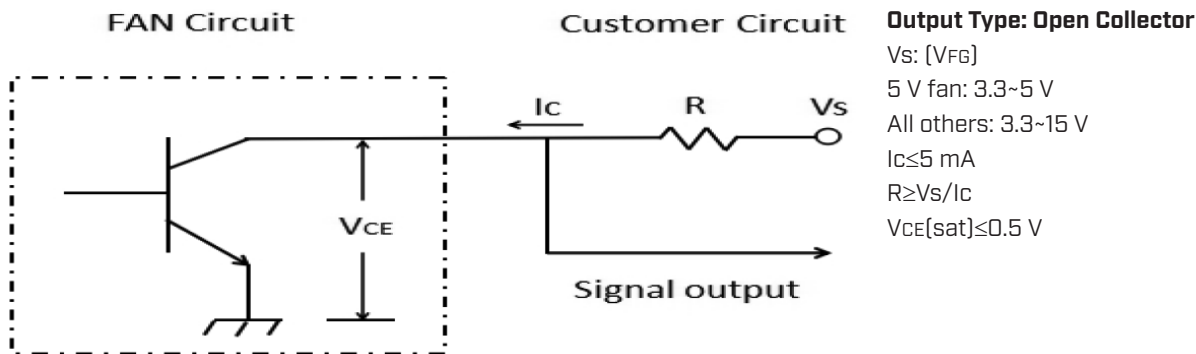 FAN Circuit
Customer Circuit
Ic
R
Vs
VCE
Signal output
Output Type: Open Collector
Vs: (VFG)
5 V fan: 3.3~5 V
All others: 3.3~15 V
Ic≤5 mA
R≥Vs/Ic
VCE(sat)≤0.5 V